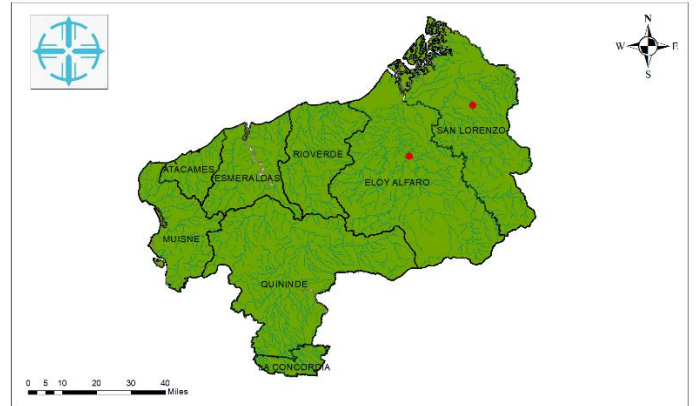 N
W E
S
SAN LORENZO
RIOVERDE
ATACAMES
ESMERALDAS
ELOY ALFARO
MUISNE
QUININDE
LA CONCORDIA
0 5 10 20 30 40
Miles